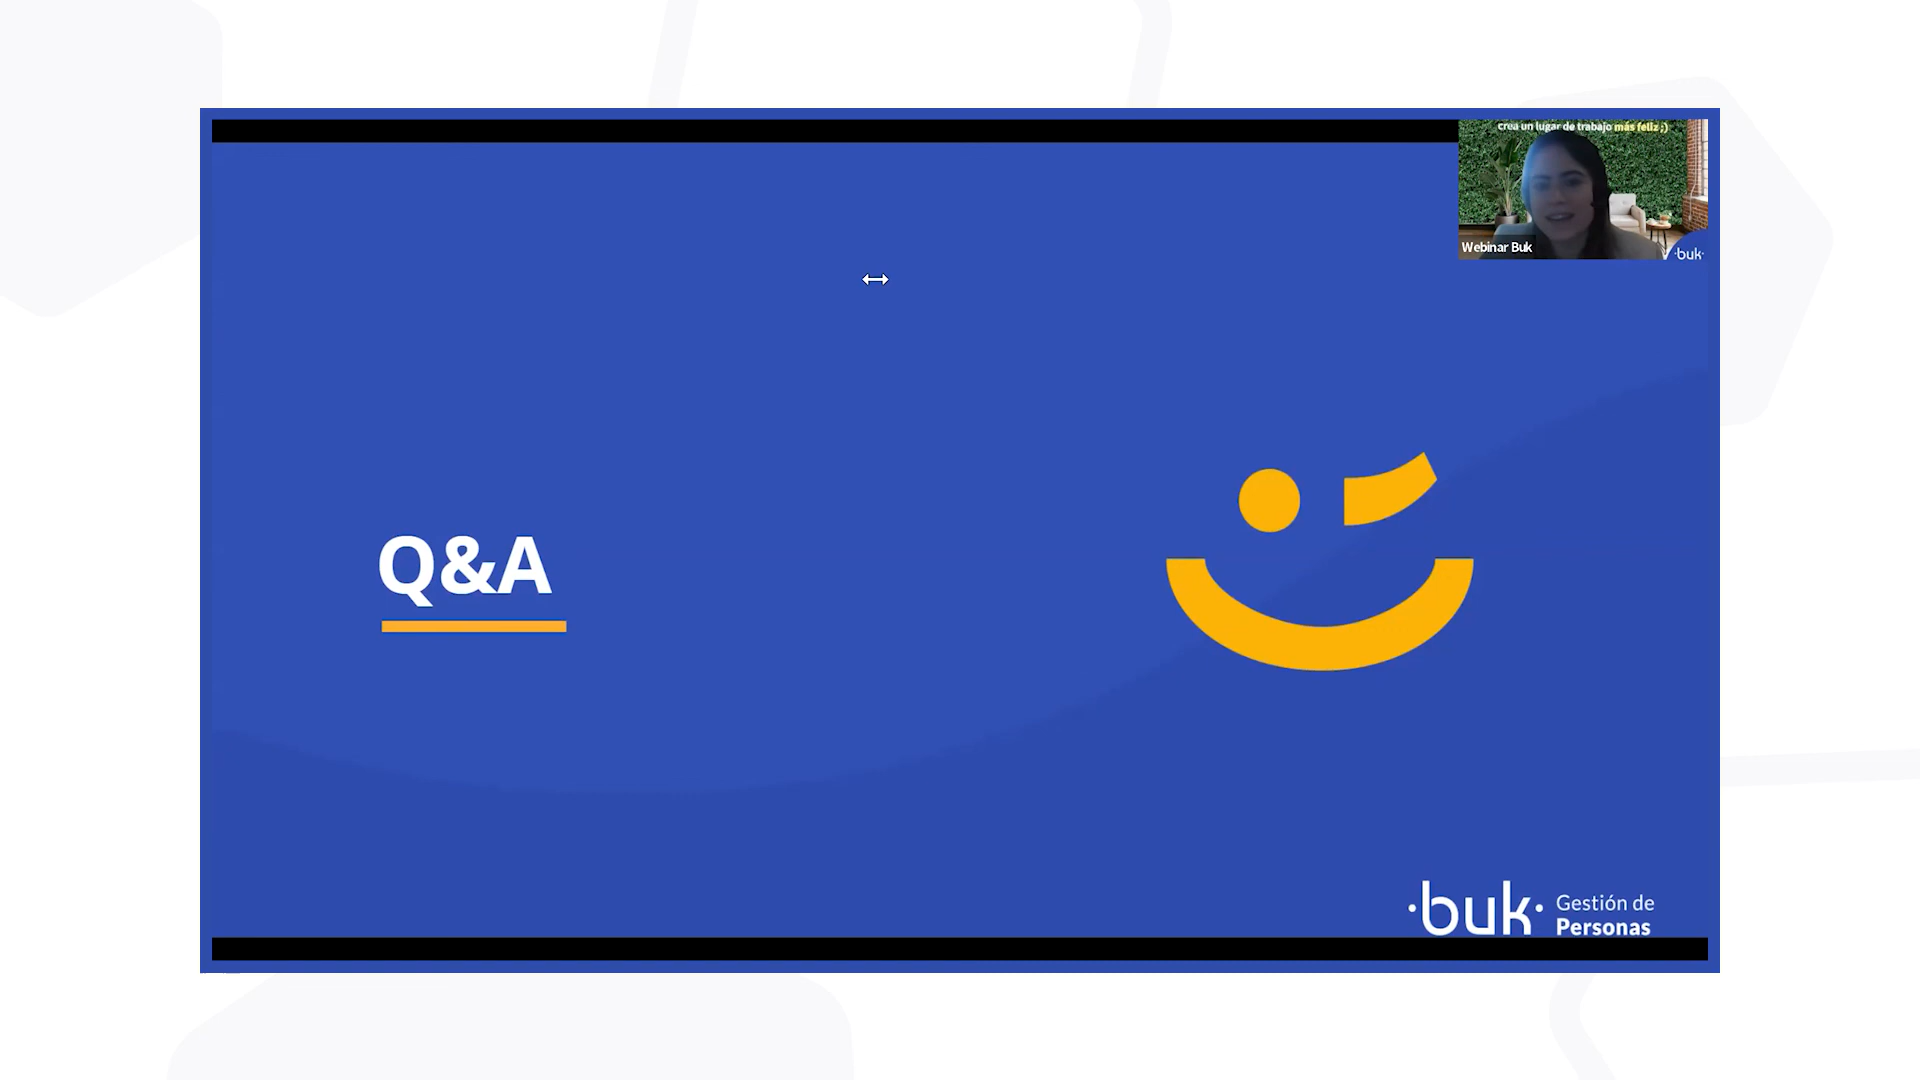 crea un lugar de trabajo más feliz ;)
Webinar Buk
·buk·
Q&A
·buk·
Gestión de
Personas